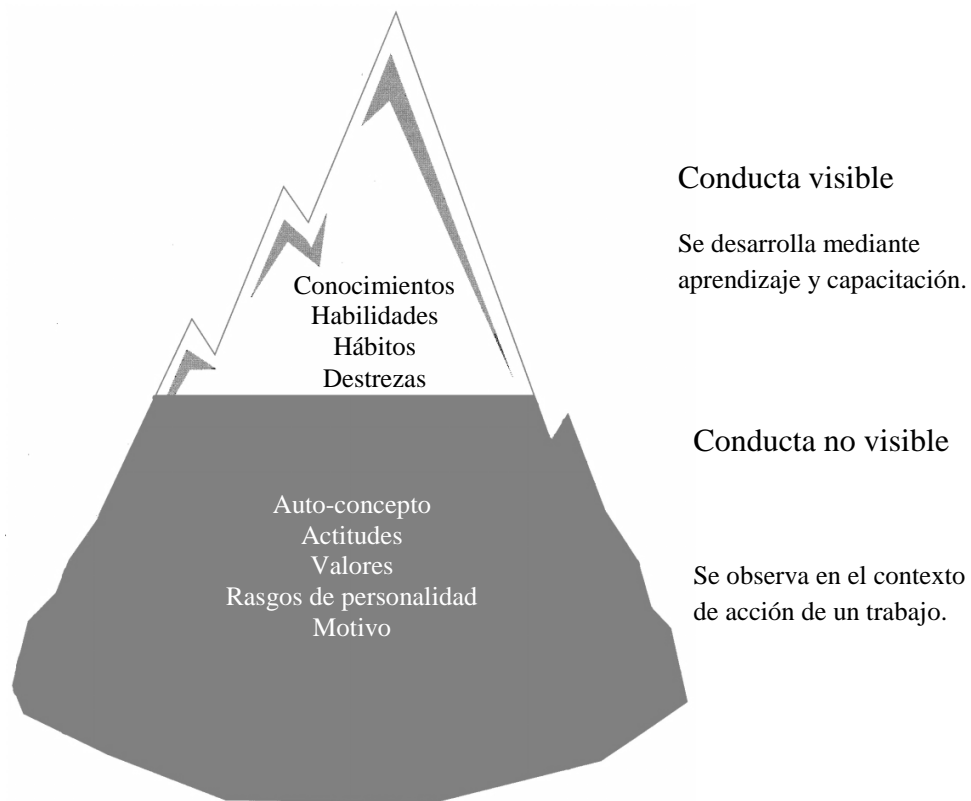 Conducta visible
Se desarrolla mediante
aprendizaje y capacitación.
Conocimientos
Habilidades
Hábitos
Destrezas
Conducta no visible
Auto-concepto
Actitudes
Valores
Rasgos de personalidad
Motivo
Se observa en el contexto
de acción de un trabajo.